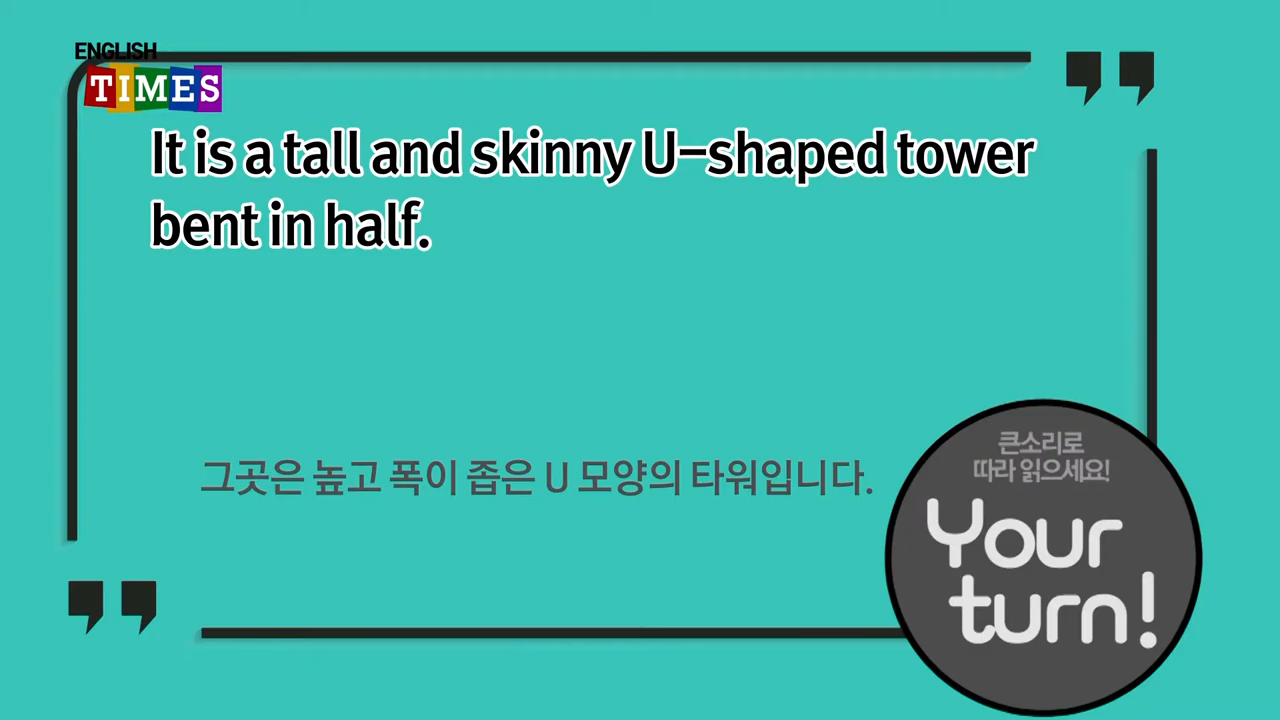 ENGLISH
TIMES
It is a tall and skinny U-shaped tower
bent in half.
그곳은 높고 폭이 좁은 U 모양의 타워입니다.
큰소리로
따라 읽으세요!
Your
turn!